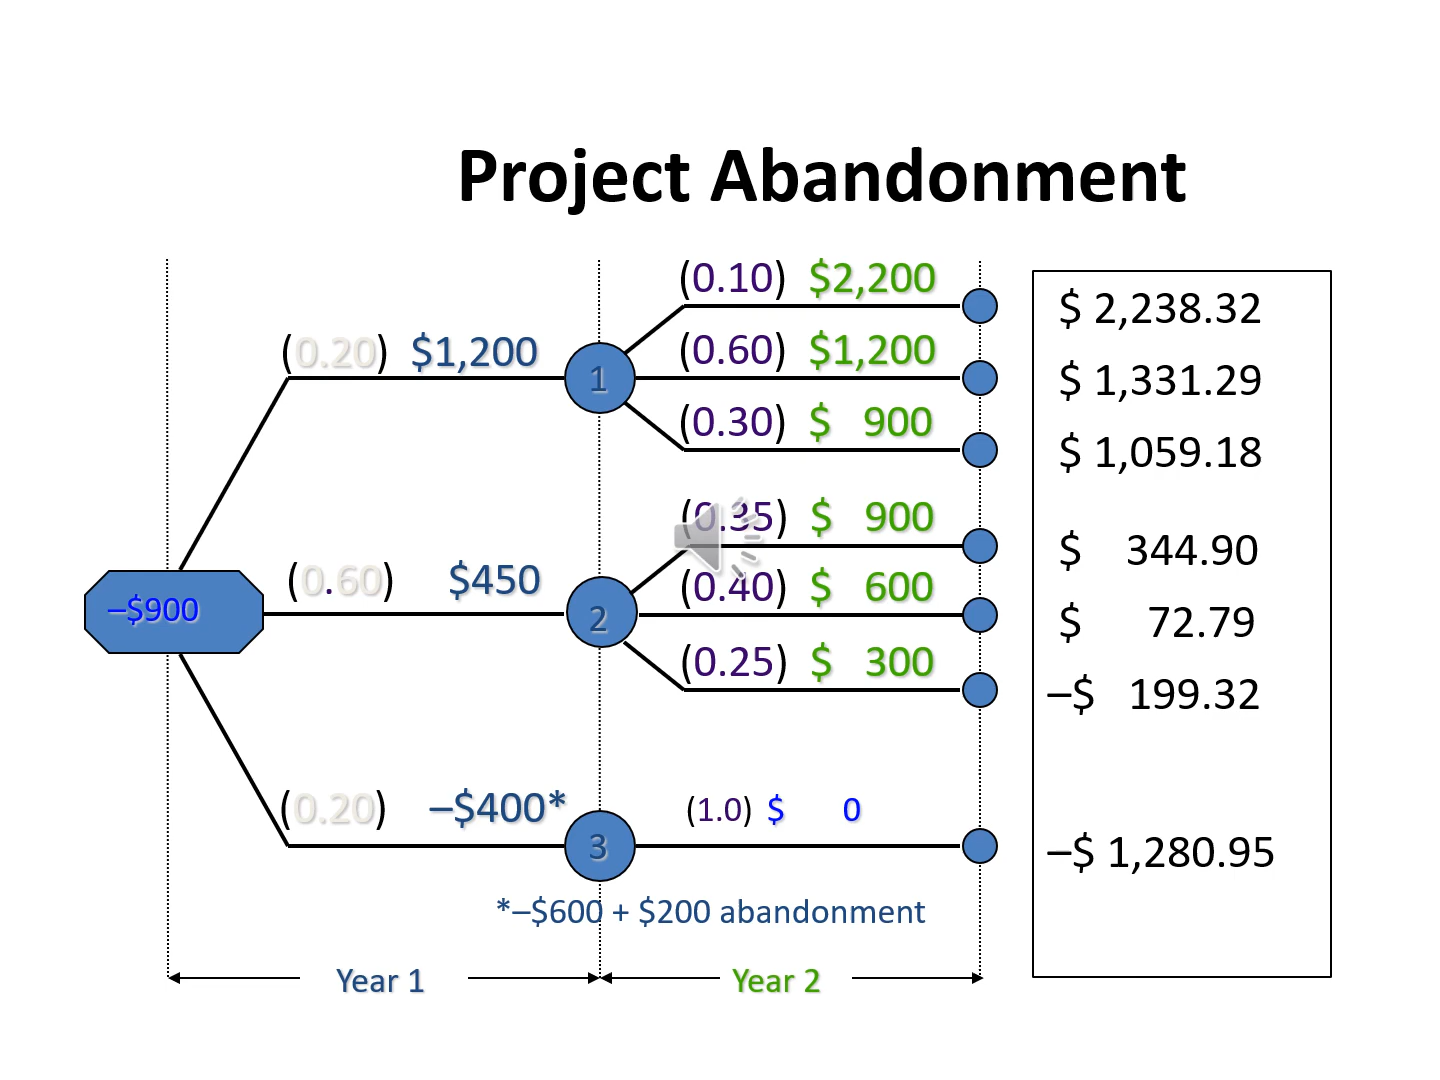 Project Abandonment
(0.10) $2,200
$ 2,238.32
(0.20) $1,200
(0.60) $1,200
1
$ 1,331.29
(0.30) $ 900
$ 1,059.18
(0.35) $ 900
$ 344.90
–$900
(0.60) $450
(0.40) $ 600
2
$ 72.79
(0.25) $ 300
–$ 199.32
(0.20) –$400*
(1.0) $ 0
3
–$ 1,280.95
*–$600 + $200 abandonment
Year 1
Year 2